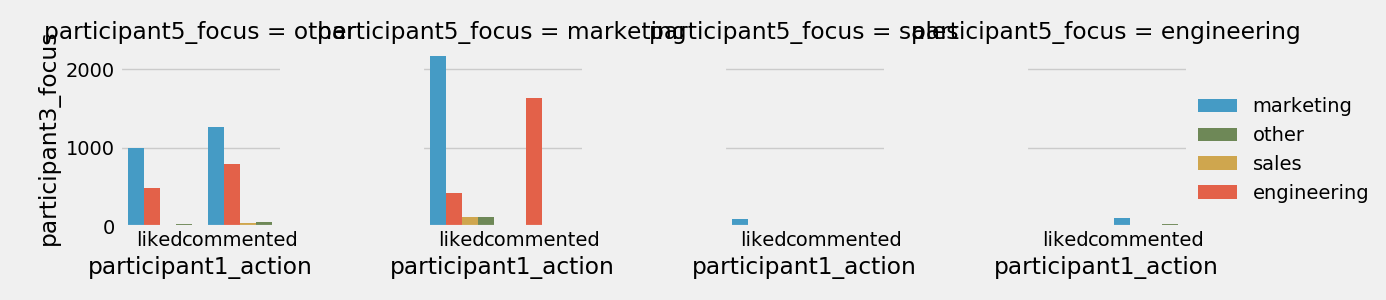 participant5_focus = other
participant5_focus = marketing
participant5_focus = sales
participant5_focus = engineering
participant3_focus
2000
1000
0
liked commented
liked commented
liked commented
liked commented
participant1_action
participant1_action
participant1_action
participant1_action
marketing
other
sales
engineering